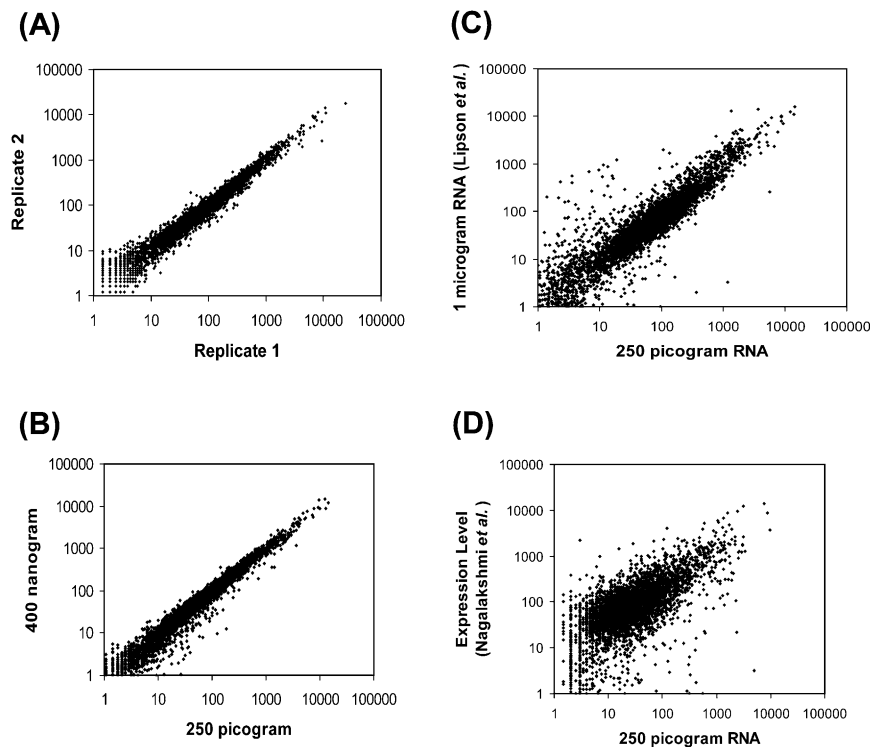 (A)
100000
10000
1000
100
10
1
1 10 100 1000 10000 100000
Replicate 2
Replicate 1
(B)
100000
10000
1000
100
10
1
1 10 100 1000 10000 100000
400 nanogram
250 picogram
(C)
100000
10000
1000
100
10
1
1 10 100 1000 10000 100000
1 microgram RNA (Lipson et al. )
250 picogram RNA
(D)
100000
10000
1000
100
10
1
1 10 100 1000 10000 100000
Expression Level
(Nagalakshmi et al. )
250 picogram RNA